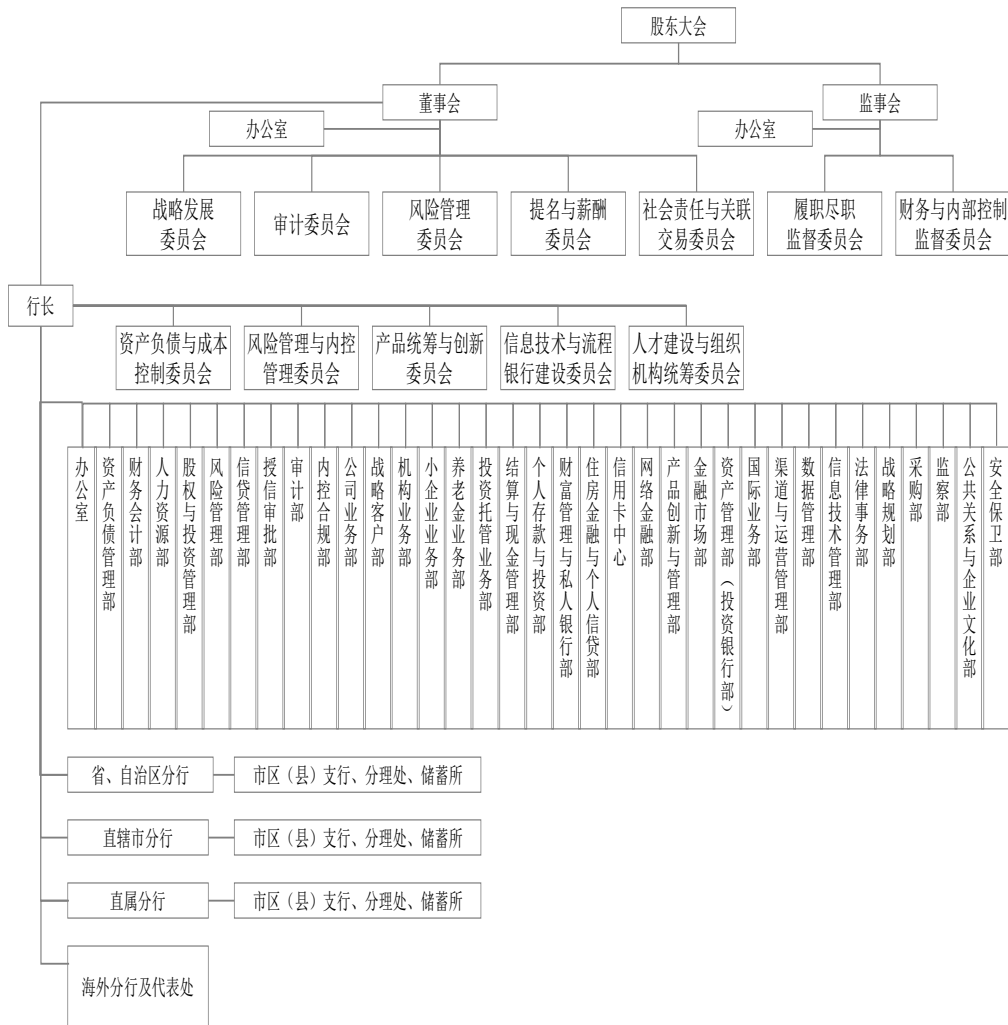 股东大会
董事会
监事会
办公室
办公室
战略发展
委员会
审计委员会
风险管理
委员会
提名与薪酬
委员会
社会责任与关联
交易委员会
履职尽职
监督委员会
财务与内部控制
监督委员会
行长
资产负债与成本
控制委员会
风险管理与内控
管理委员会
产品统筹与创新
委员会
信息技术与流程
银行建设委员会
人才建设与组织
机构统筹委员会
办公室
资产负债管理部
财务会计部
人力资源部
股权与投资管理部
风险管理部
信贷管理部
授信审批部
审计部
内控合规部
公司业务部
战略客户部
机构业务部
小企业业务部
养老金业务部
投资托管业务部
结算与现金管理部
个人存款与投资部
财富管理与私人银行部
住房金融与个人信贷部
信用卡中心
网络金融部
产品创新与管理部
金融市场部
资产管理部（投资银行部）
国际业务部
渠道与运营管理部
数据管理部
信息技术管理部
法律事务部
战略规划部
采购部
监察部
公共关系与企业文化部
安全保卫部
省、自治区分行
市区（县）支行、分理处、储蓄所
直辖市分行
市区（县）支行、分理处、储蓄所
直属分行
市区（县）支行、分理处、储蓄所
海外分行及代表处